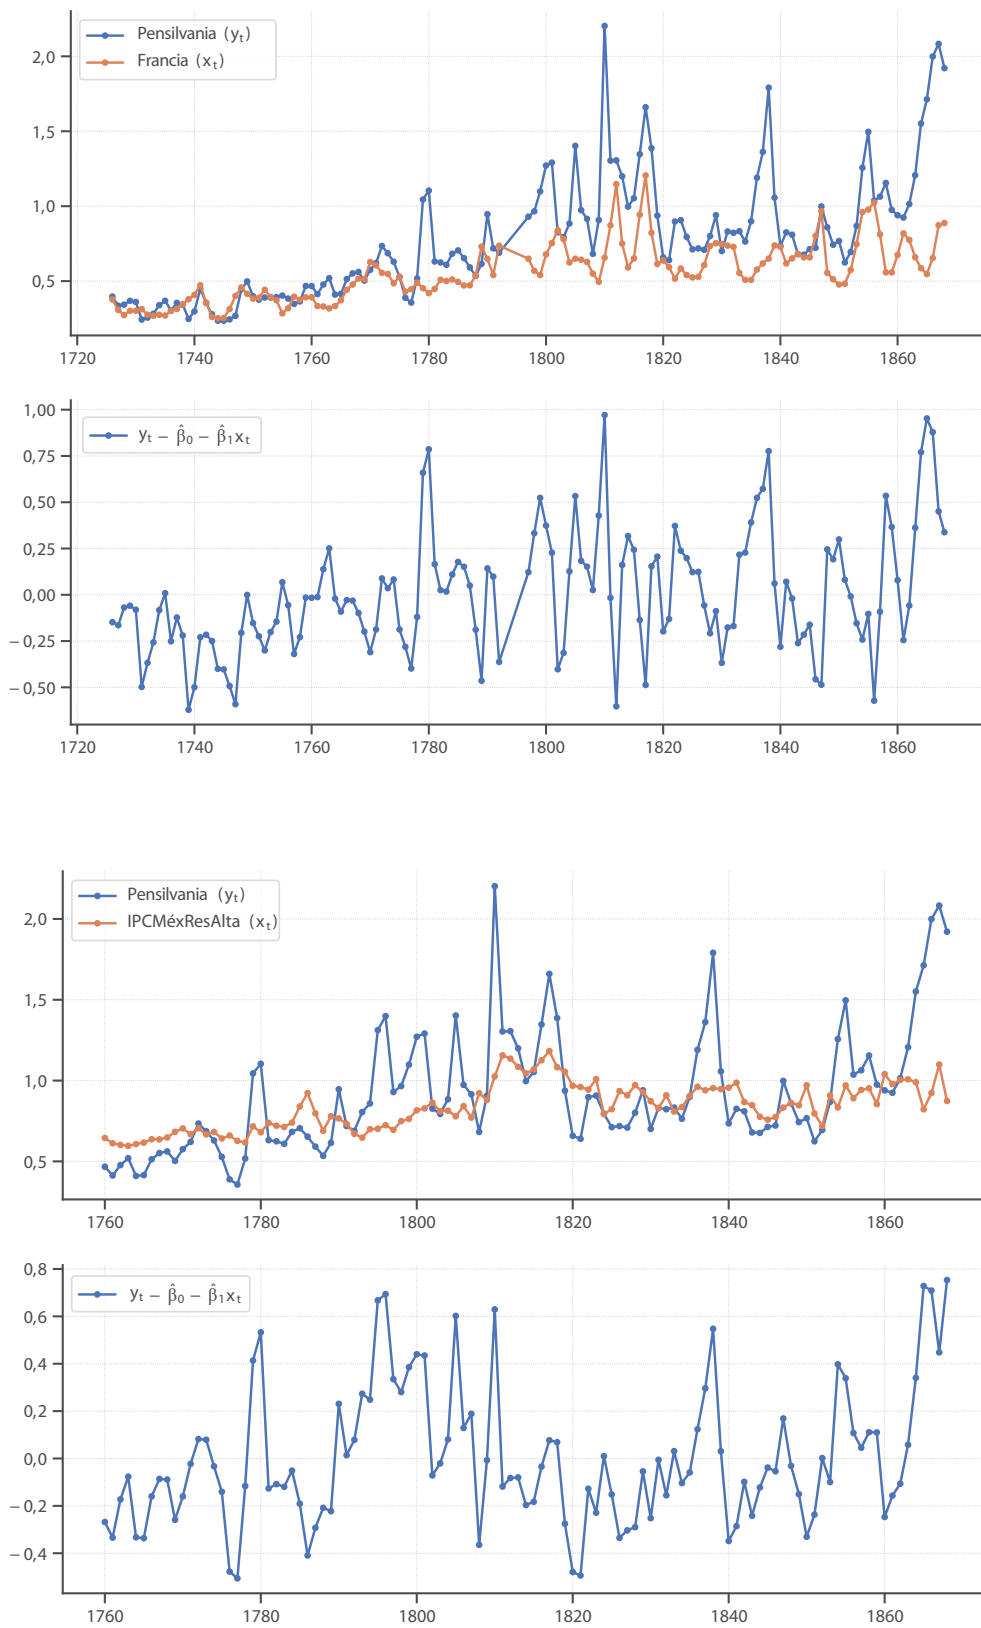 Pensilvania (yₜ)
Francia (xₜ)
2,0
1,5
1,0
0,5
1720 1740 1760 1780 1800 1820 1840 1860
yₜ − β̂₀ − β̂₁xₜ
1,00
0,75
0,50
0,25
0,00
−0,25
−0,50
1720 1740 1760 1780 1800 1820 1840 1860
Pensilvania (yₜ)
IPCMéxResAlta (xₜ)
2,0
1,5
1,0
0,5
1760 1780 1800 1820 1840 1860
yₜ − β̂₀ − β̂₁xₜ
0,8
0,6
0,4
0,2
0,0
−0,2
−0,4
1760 1780 1800 1820 1840 1860